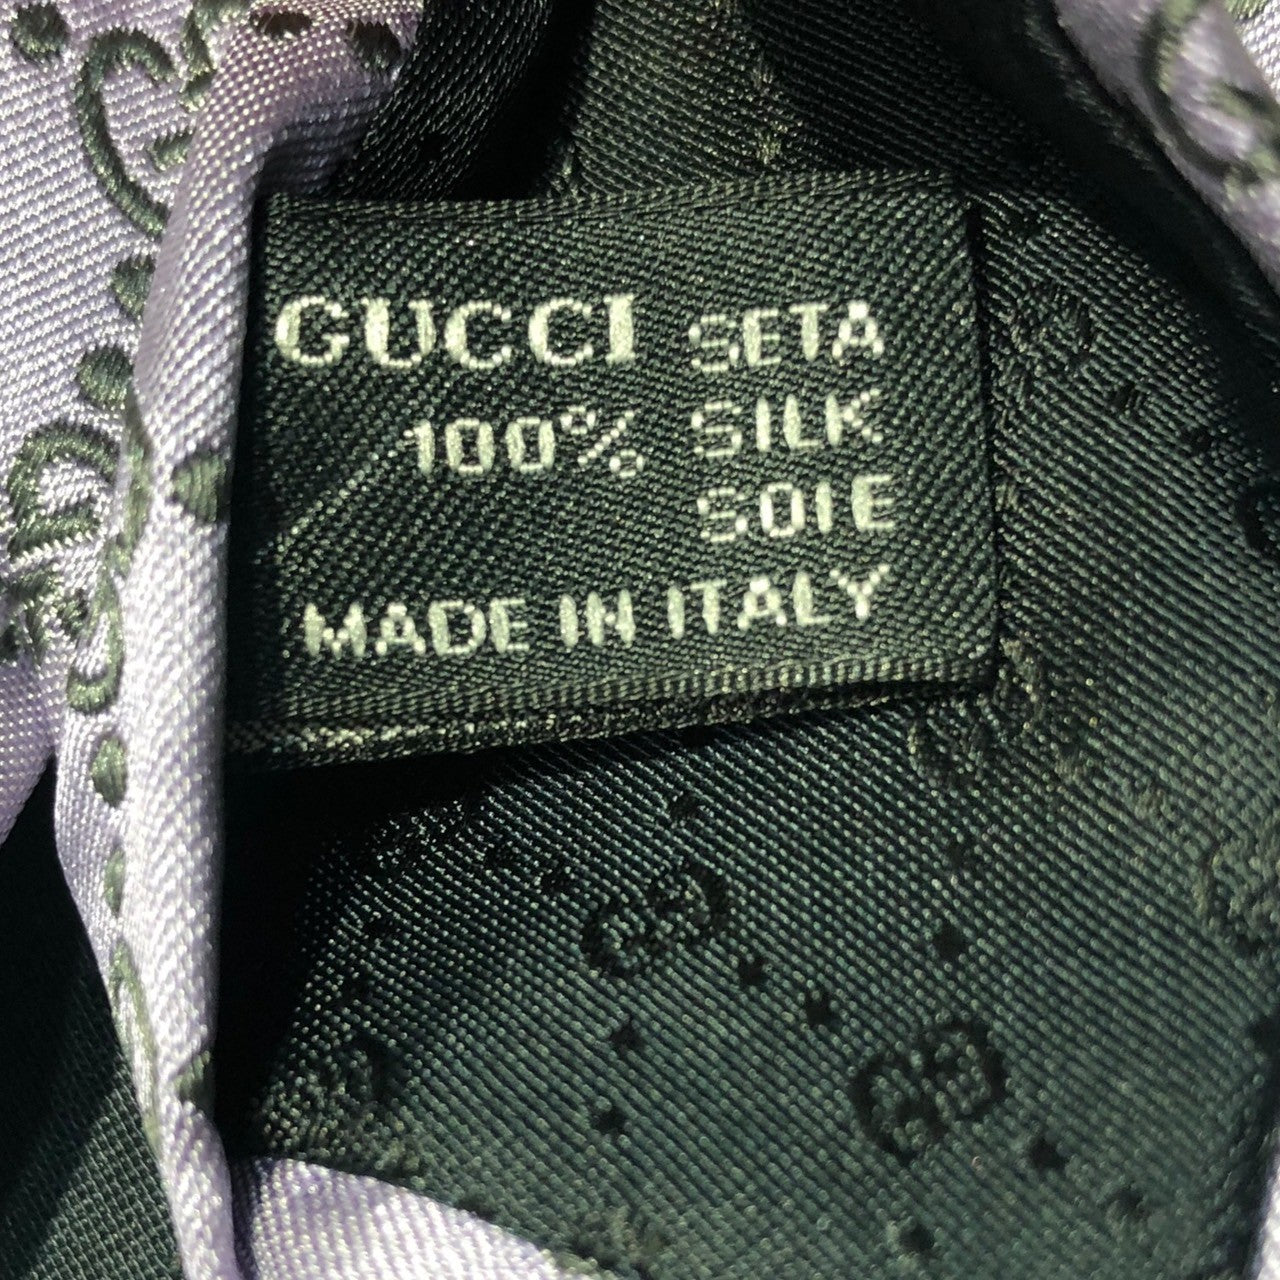 GUCCI SETA
100% SILK
SOIE
MADE IN ITALY